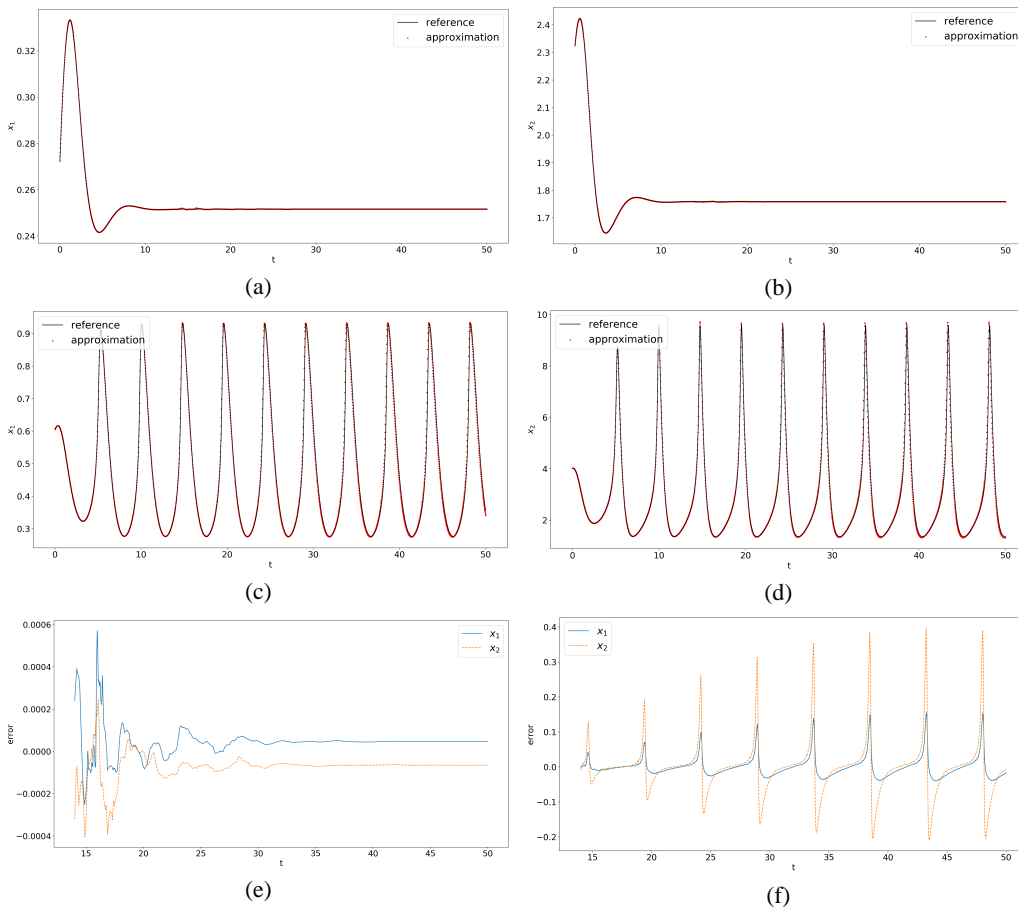 reference
approximation
0.32
0.30
0.28
0.26
0.24
x₁
0 10 20 30 40 50
t
(a)
reference
approximation
2.4
2.3
2.2
2.1
2.0
1.9
1.8
1.7
x₂
0 10 20 30 40 50
t
(b)
reference
approximation
0.9
0.8
0.7
0.6
0.5
0.4
0.3
x₁
0 10 20 30 40 50
t
(c)
reference
approximation
10
8
6
4
2
x₂
0 10 20 30 40 50
t
(d)
x₁
x₂
0.0006
0.0004
0.0002
0.0000
−0.0002
−0.0004
error
15 20 25 30 35 40 45 50
t
(e)
x₁
x₂
0.4
0.3
0.2
0.1
0.0
−0.1
−0.2
error
15 20 25 30 35 40 45 50
t
(f)